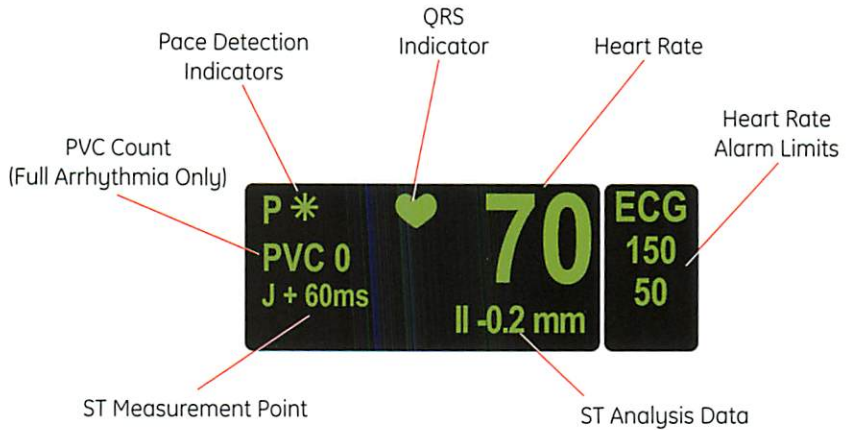 QRS
Indicator
Pace Detection
Indicators
Heart Rate
Heart Rate
Alarm Limits
PVC Count
(Full Arrhythmia Only)
P *
70
ECG
PVC 0
150
J + 60ms
50
II -0.2 mm
ST Measurement Point
ST Analysis Data